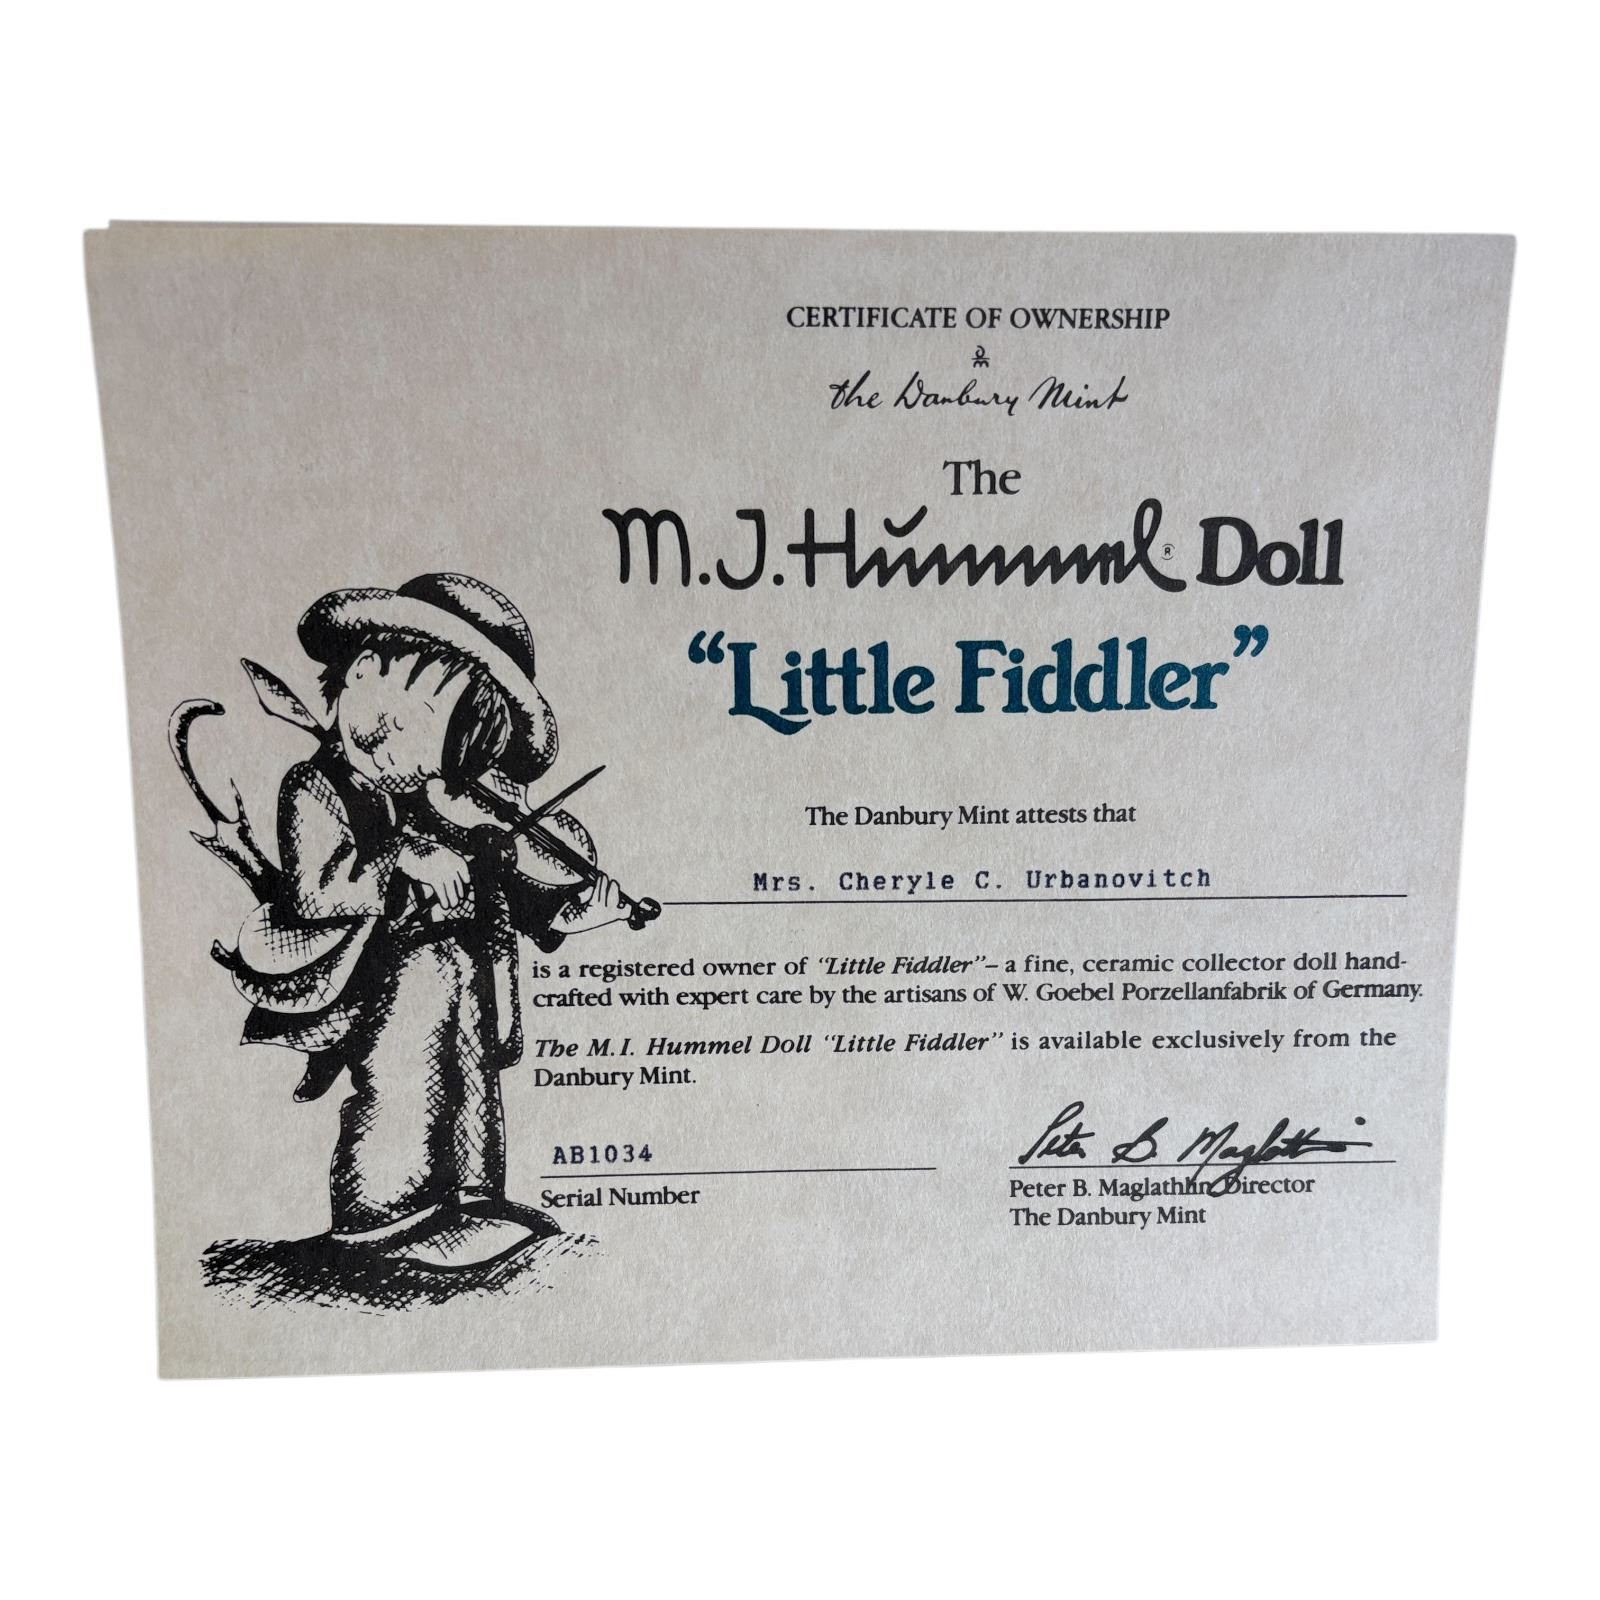 CERTIFICATE OF OWNERSHIP
the Danbury Mint
The
M.J. Hummel® Doll
“Little Fiddler”
The Danbury Mint attests that
Mrs. Cheryle C. Urbanovitch
is a registered owner of “Little Fiddler”– a fine, ceramic collector doll hand-
crafted with expert care by the artisans of W. Goebel Porzellanfabrik of Germany.
The M.I. Hummel Doll “Little Fiddler” is available exclusively from the
Danbury Mint.
AB1034
Serial Number
Peter B. Maglathlin
Peter B. Maglathlin, Director
The Danbury Mint